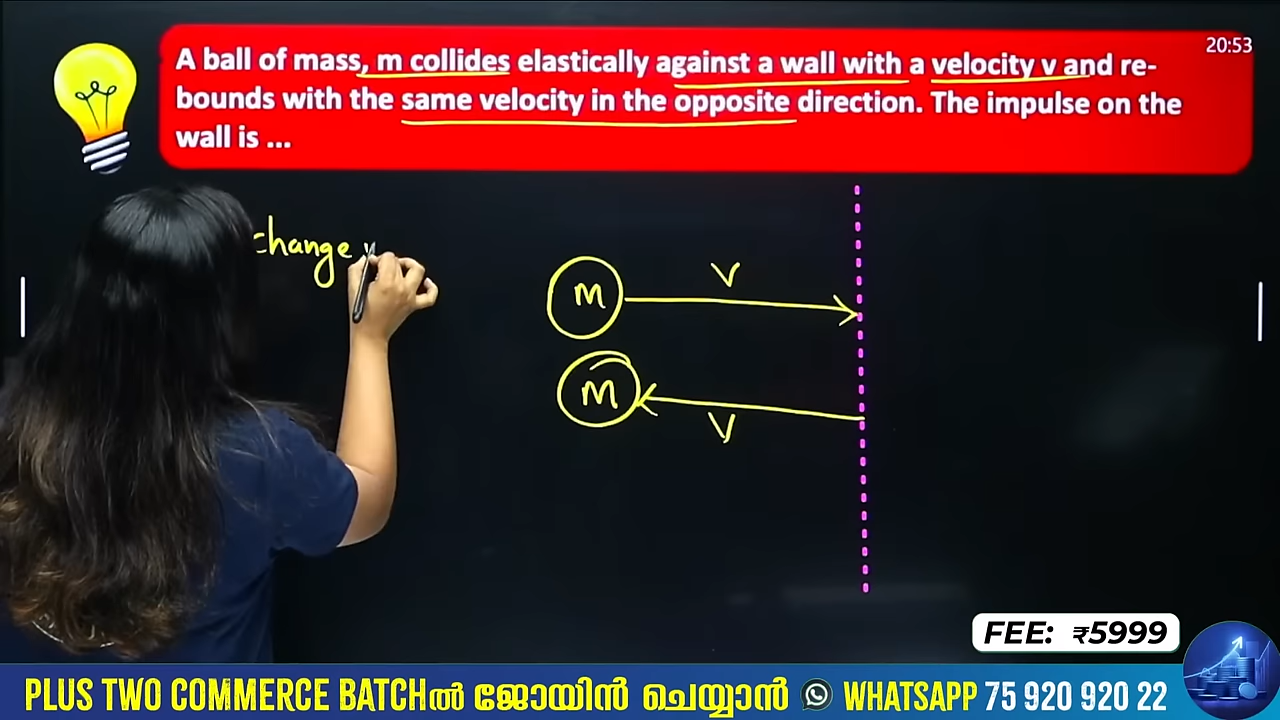 20:53
A ball of mass, m collides elastically against a wall with a velocity v and re-
bounds with the same velocity in the opposite direction. The impulse on the
wall is ...
change
m
v
m
v
FEE: ₹5999
PLUS TWO COMMERCE BATCHൽ ജോയിൻ ചെയ്യാൻ WHATSAPP 75 920 920 22